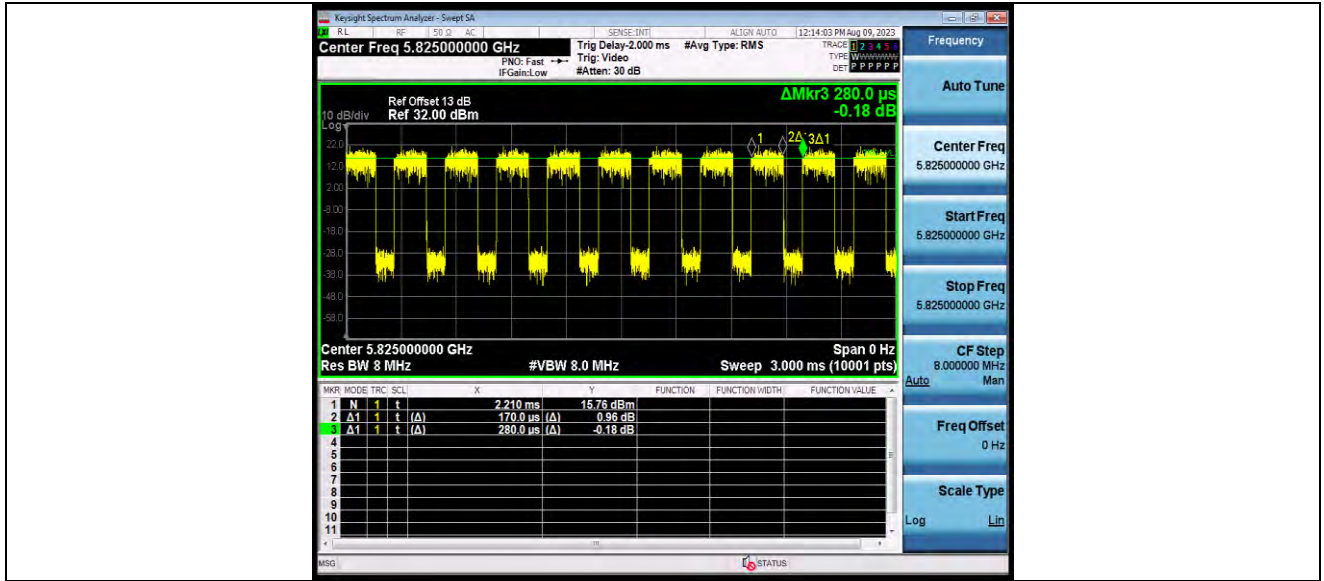 Keysight Spectrum Analyzer - Swept SA
RL RF 50 Ω AC SENSE:INT ALIGN AUTO 12:14:03 PM Aug 09, 2023
Center Freq 5.825000000 GHz Trig Delay-2.000 ms #Avg Type: RMS TRACE 1 2 3 4 5 6
PNO: Fast Trig: Video TYPE WWWWWW
IFGain:Low #Atten: 30 dB DET P P P P P P
Frequency
Auto Tune
ΔMkr3 280.0 µs
-0.18 dB
Ref Offset 13 dB
10 dB/div Ref 32.00 dBm
Log
22.0
12.0
2.00
-8.00
-18.0
-28.0
-38.0
-48.0
-58.0
1 2Δ 3Δ1
Center 5.825000000 GHz Span 0 Hz
Res BW 8 MHz #VBW 8.0 MHz Sweep 3.000 ms (10001 pts)
MKR MODE TRC SCL X Y FUNCTION FUNCTION WIDTH FUNCTION VALUE
1 N 1 t 2.210 ms 15.76 dBm
2 Δ1 1 t (Δ) 170.0 µs (Δ) 0.96 dB
3 Δ1 1 t (Δ) 280.0 µs (Δ) -0.18 dB
4
5
6
7
8
9
10
11
Center Freq
5.825000000 GHz
Start Freq
5.825000000 GHz
Stop Freq
5.825000000 GHz
CF Step
8.000000 MHz
Auto Man
Freq Offset
0 Hz
Scale Type
Log Lin
MSG STATUS